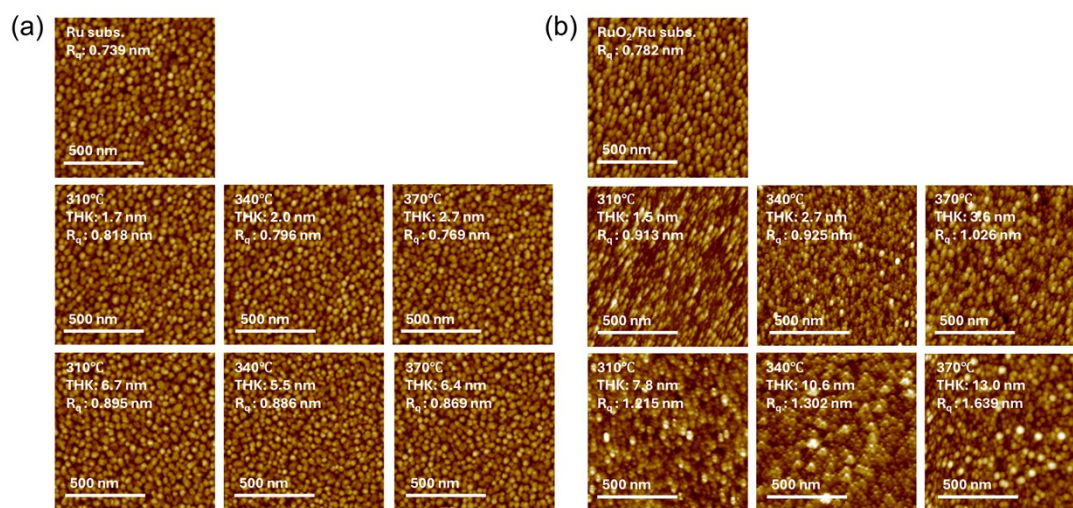 (a)
Ru subs.
Rq: 0.739 nm
500 nm
310℃
THK: 1.7 nm
Rq: 0.818 nm
500 nm
340℃
THK: 2.0 nm
Rq: 0.796 nm
500 nm
370℃
THK: 2.7 nm
Rq: 0.769 nm
500 nm
310℃
THK: 6.7 nm
Rq: 0.895 nm
500 nm
340℃
THK: 5.5 nm
Rq: 0.886 nm
500 nm
370℃
THK: 6.4 nm
Rq: 0.869 nm
500 nm
(b)
RuO₂/Ru subs.
Rq: 0.782 nm
500 nm
310℃
THK: 1.5 nm
Rq: 0.913 nm
500 nm
340℃
THK: 2.7 nm
Rq: 0.925 nm
500 nm
370℃
THK: 3.6 nm
Rq: 1.026 nm
500 nm
310℃
THK: 7.8 nm
Rq: 1.215 nm
500 nm
340℃
THK: 10.6 nm
Rq: 1.302 nm
500 nm
370℃
THK: 13.0 nm
Rq: 1.639 nm
500 nm